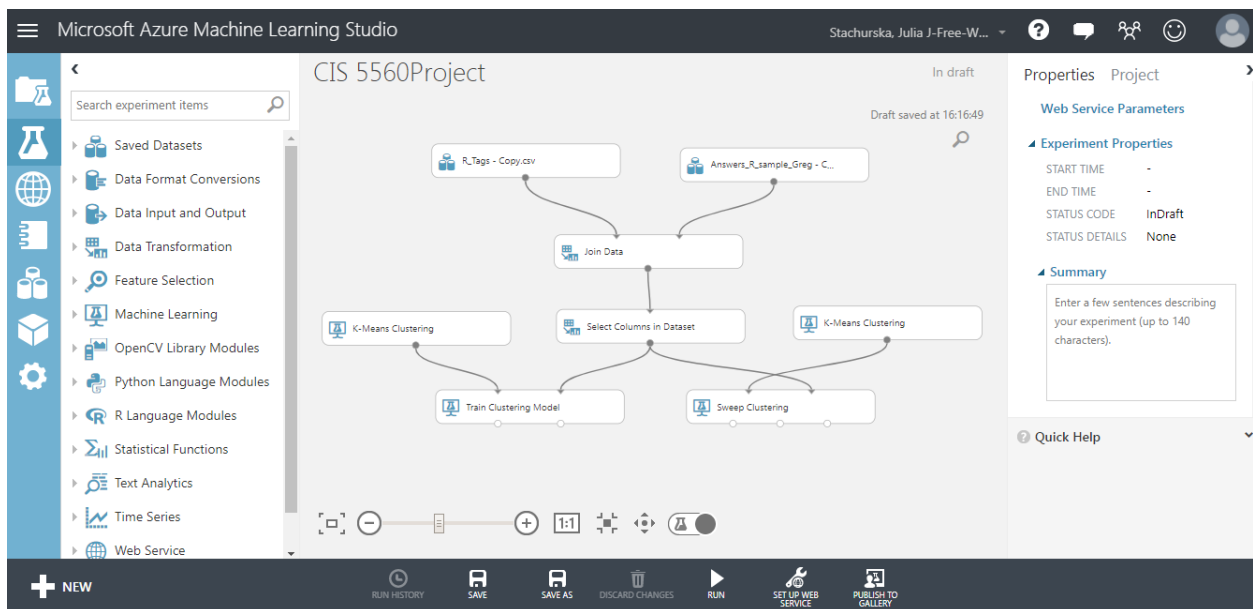 Microsoft Azure Machine Learning Studio
Stachurska, Julia J-Free-W...
Search experiment items
Saved Datasets
Data Format Conversions
Data Input and Output
Data Transformation
Feature Selection
Machine Learning
OpenCV Library Modules
Python Language Modules
R Language Modules
Statistical Functions
Text Analytics
Time Series
Web Service
CIS 5560Project
In draft
Draft saved at 16:16:49
R_Tags - Copy.csv
Answers_R_sample_Greg - C...
Join Data
K-Means Clustering
Select Columns in Dataset
K-Means Clustering
Train Clustering Model
Sweep Clustering
1:1
Properties Project
Web Service Parameters
Experiment Properties
START TIME -
END TIME -
STATUS CODE InDraft
STATUS DETAILS None
Summary
Enter a few sentences describing
your experiment (up to 140
characters).
Quick Help
NEW
RUN HISTORY
SAVE
SAVE AS
DISCARD CHANGES
RUN
SET UP WEB
SERVICE
PUBLISH TO
GALLERY